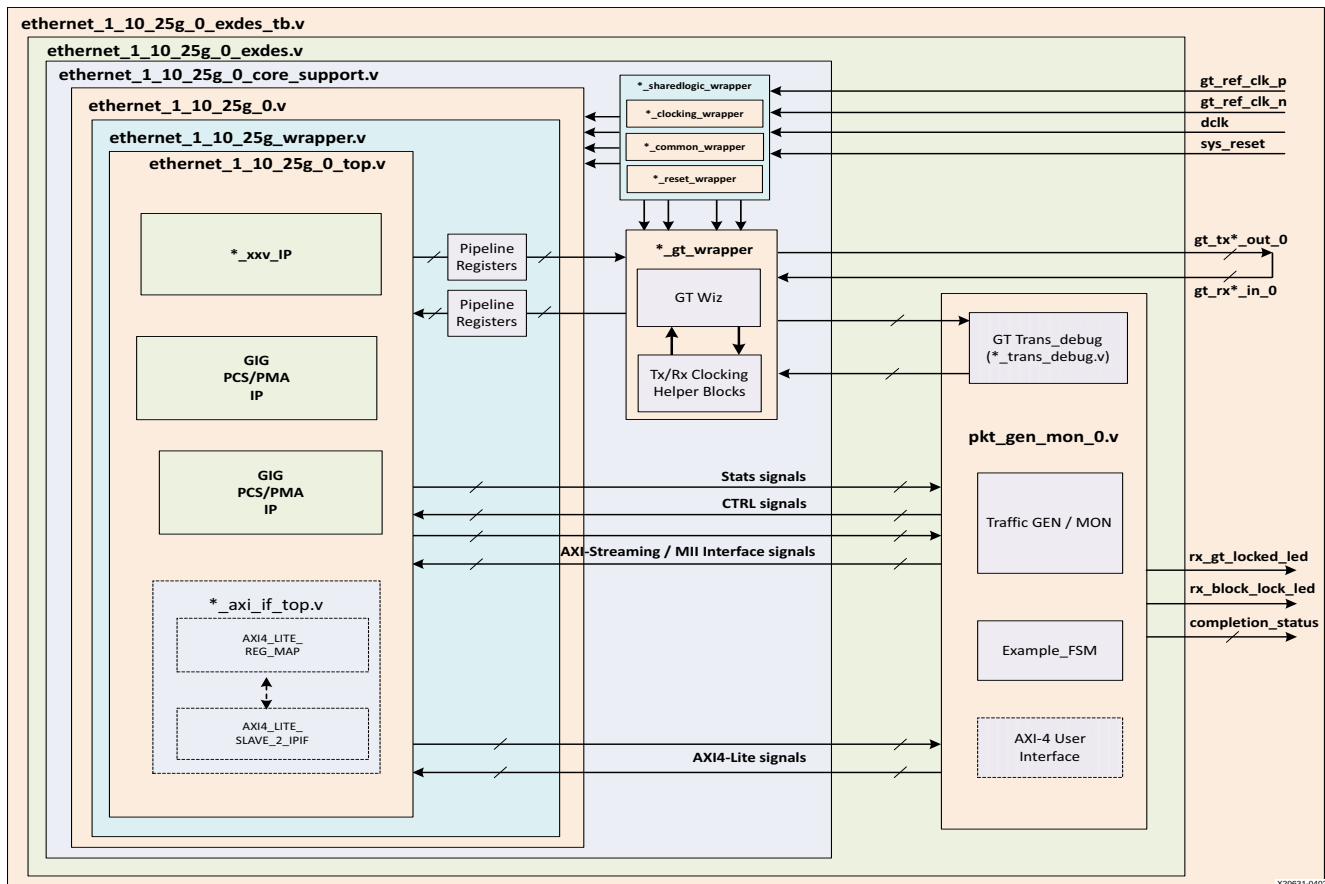 ethernet_1_10_25g_0_exdes_tb.v
ethernet_1_10_25g_0_exdes.v
ethernet_1_10_25g_0_core_support.v
ethernet_1_10_25g_0.v
ethernet_1_10_25g_wrapper.v
ethernet_1_10_25g_0_top.v
*_xxv_IP
GIG
PCS/PMA
IP
GIG
PCS/PMA
IP
*_axi_if_top.v
AXI4_LITE_
REG_MAP
AXI4_LITE_
SLAVE_2_IPIF
Pipeline
Registers
Pipeline
Registers
*_sharedlogic_wrapper
*_clocking_wrapper
*_common_wrapper
*_reset_wrapper
*_gt_wrapper
GT Wiz
Tx/Rx Clocking
Helper Blocks
Stats signals
CTRL signals
AXI-Streaming / MII Interface signals
AXI4-Lite signals
GT Trans_debug
(*_trans_debug.v)
pkt_gen_mon_0.v
Traffic GEN / MON
Example_FSM
AXI-4 User
Interface
gt_ref_clk_p
gt_ref_clk_n
dclk
sys_reset
gt_tx*_out_0
gt_rx*_in_0
rx_gt_locked_led
rx_block_lock_led
completion_status